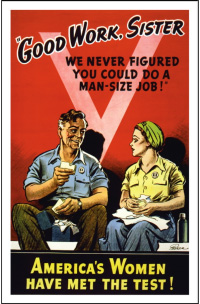 "GOOD WORK, SISTER
WE NEVER FIGURED
YOU COULD DO A
MAN-SIZE JOB!"
AMERICA'S WOMEN
HAVE MET THE TEST!